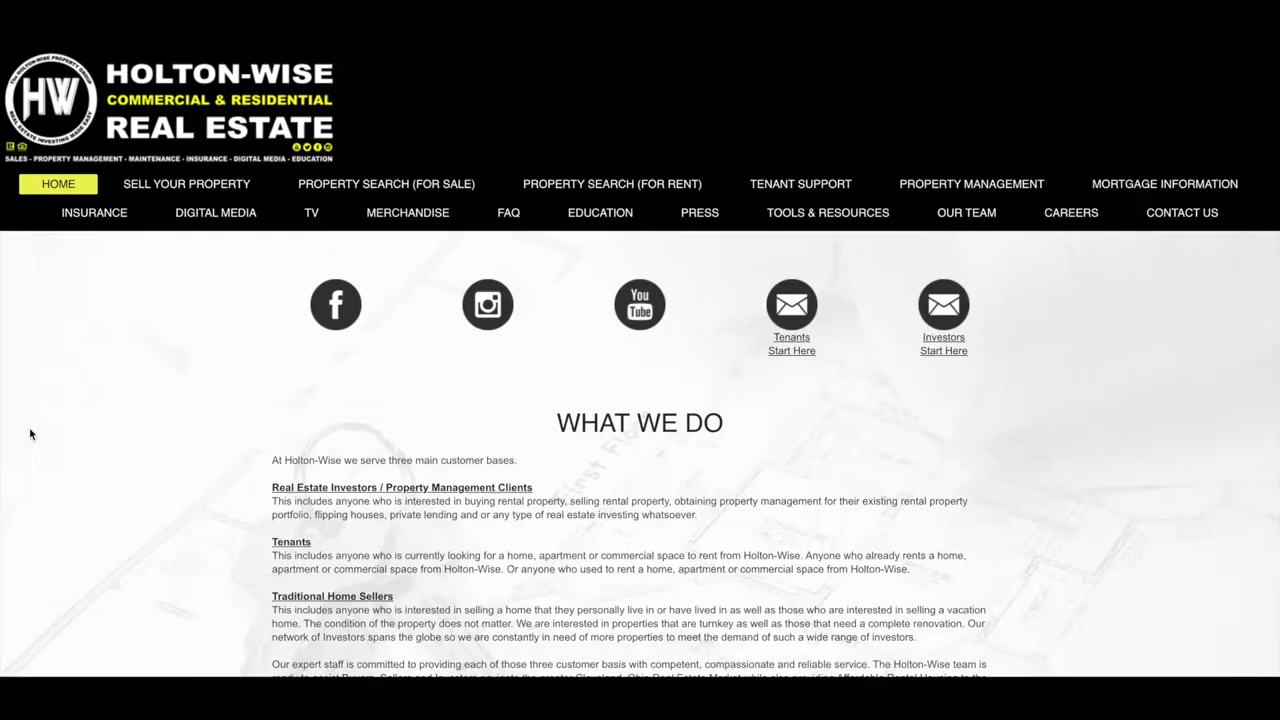 HOLTON-WISE
COMMERCIAL & RESIDENTIAL
REAL ESTATE
HW
SALES - PROPERTY MANAGEMENT - MAINTENANCE - INSURANCE - DIGITAL MEDIA - EDUCATION
HOME SELL YOUR PROPERTY PROPERTY SEARCH (FOR SALE) PROPERTY SEARCH (FOR RENT) TENANT SUPPORT PROPERTY MANAGEMENT MORTGAGE INFORMATION
INSURANCE DIGITAL MEDIA TV MERCHANDISE FAQ EDUCATION PRESS TOOLS & RESOURCES OUR TEAM CAREERS CONTACT US
You
Tube
Tenants
Start Here
Investors
Start Here
WHAT WE DO
At Holton-Wise we serve three main customer bases.
Real Estate Investors / Property Management Clients
This includes anyone who is interested in buying rental property, selling rental property, obtaining property management for their existing rental property
portfolio, flipping houses, private lending and or any type of real estate investing whatsoever.
Tenants
This includes anyone who is currently looking for a home, apartment or commercial space to rent from Holton-Wise. Anyone who already rents a home,
apartment or commercial space from Holton-Wise. Or anyone who used to rent a home, apartment or commercial space from Holton-Wise.
Traditional Home Sellers
This includes anyone who is interested in selling a home that they personally live in or have lived in as well as those who are interested in selling a vacation
home. The condition of the property does not matter. We are interested in properties that are turnkey as well as those that need a complete renovation. Our
network of Investors spans the globe so we are constantly in need of more properties to meet the demand of such a wide range of investors.
Our expert staff is committed to providing each of those three customer basis with competent, compassionate and reliable service. The Holton-Wise team is